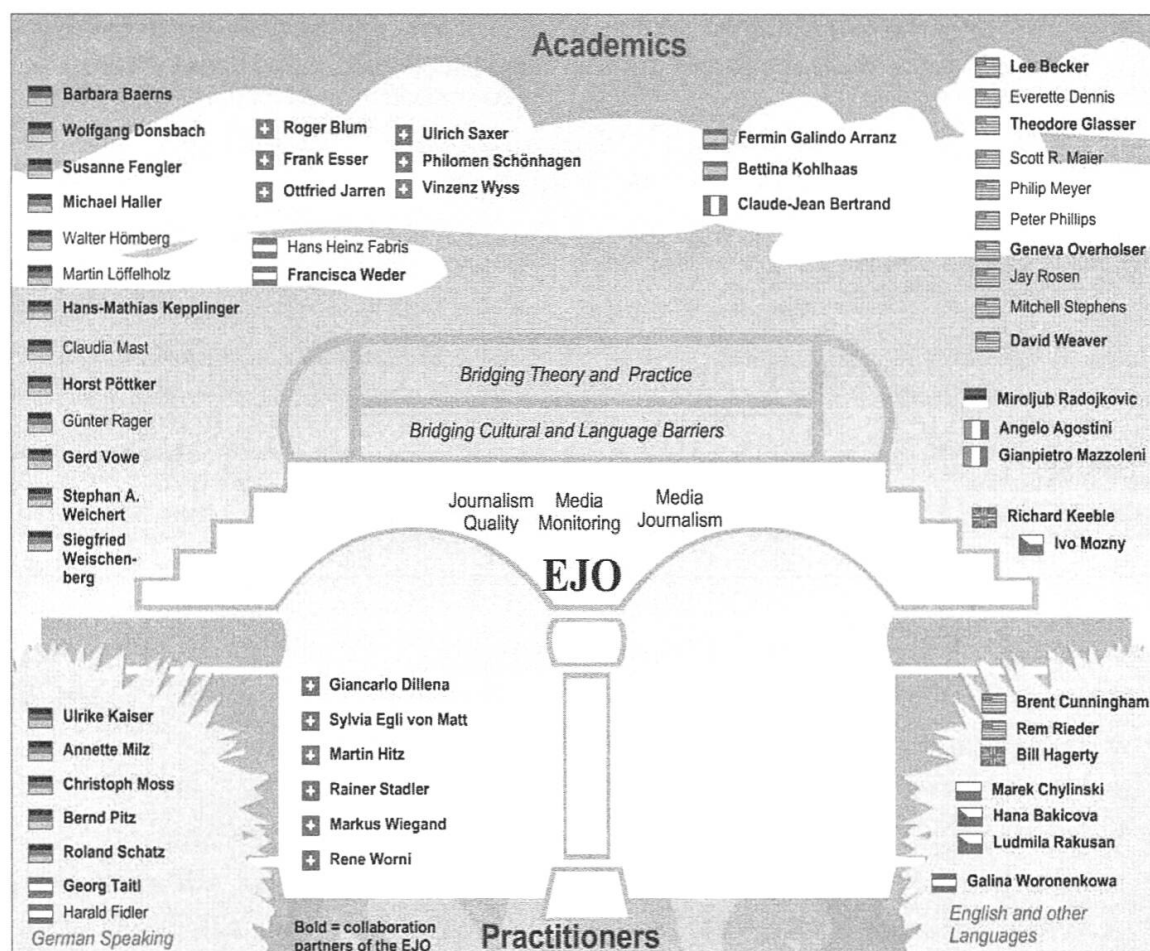 Academics
Barbara Baerns
Wolfgang Donsbach
Susanne Fengler
Michael Haller
Walter Hömberg
Martin Löffelholz
Hans-Mathias Kepplinger
Claudia Mast
Horst Pöttker
Günter Rager
Gerd Vowe
Stephan A.
Weichert
Siegfried
Weischen-
berg
Roger Blum
Frank Esser
Ottfried Jarren
Ulrich Saxer
Philomen Schönhagen
Vinzenz Wyss
Hans Heinz Fabris
Francisca Weder
Fermin Galindo Arranz
Bettina Kohlhaas
Claude-Jean Bertrand
Lee Becker
Everette Dennis
Theodore Glasser
Scott R. Maier
Philip Meyer
Peter Phillips
Geneva Overholser
Jay Rosen
Mitchell Stephens
David Weaver
Miroljub Radojkovic
Angelo Agostini
Gianpietro Mazzoleni
Richard Keeble
Ivo Mozny
Bridging Theory and Practice
Bridging Cultural and Language Barriers
Journalism
Quality
Media
Monitoring
Media
Journalism
EJO
Ulrike Kaiser
Annette Milz
Christoph Moss
Bernd Pitz
Roland Schatz
Georg Taitl
Harald Fidler
German Speaking
Giancarlo Dillena
Sylvia Egli von Matt
Martin Hitz
Rainer Stadler
Markus Wiegand
Rene Worni
Bold = collaboration
partners of the EJO
Practitioners
Brent Cunningham
Rem Rieder
Bill Hagerty
Marek Chylinski
Hana Bakicova
Ludmila Rakusan
Galina Woronenkowa
English and other
Languages